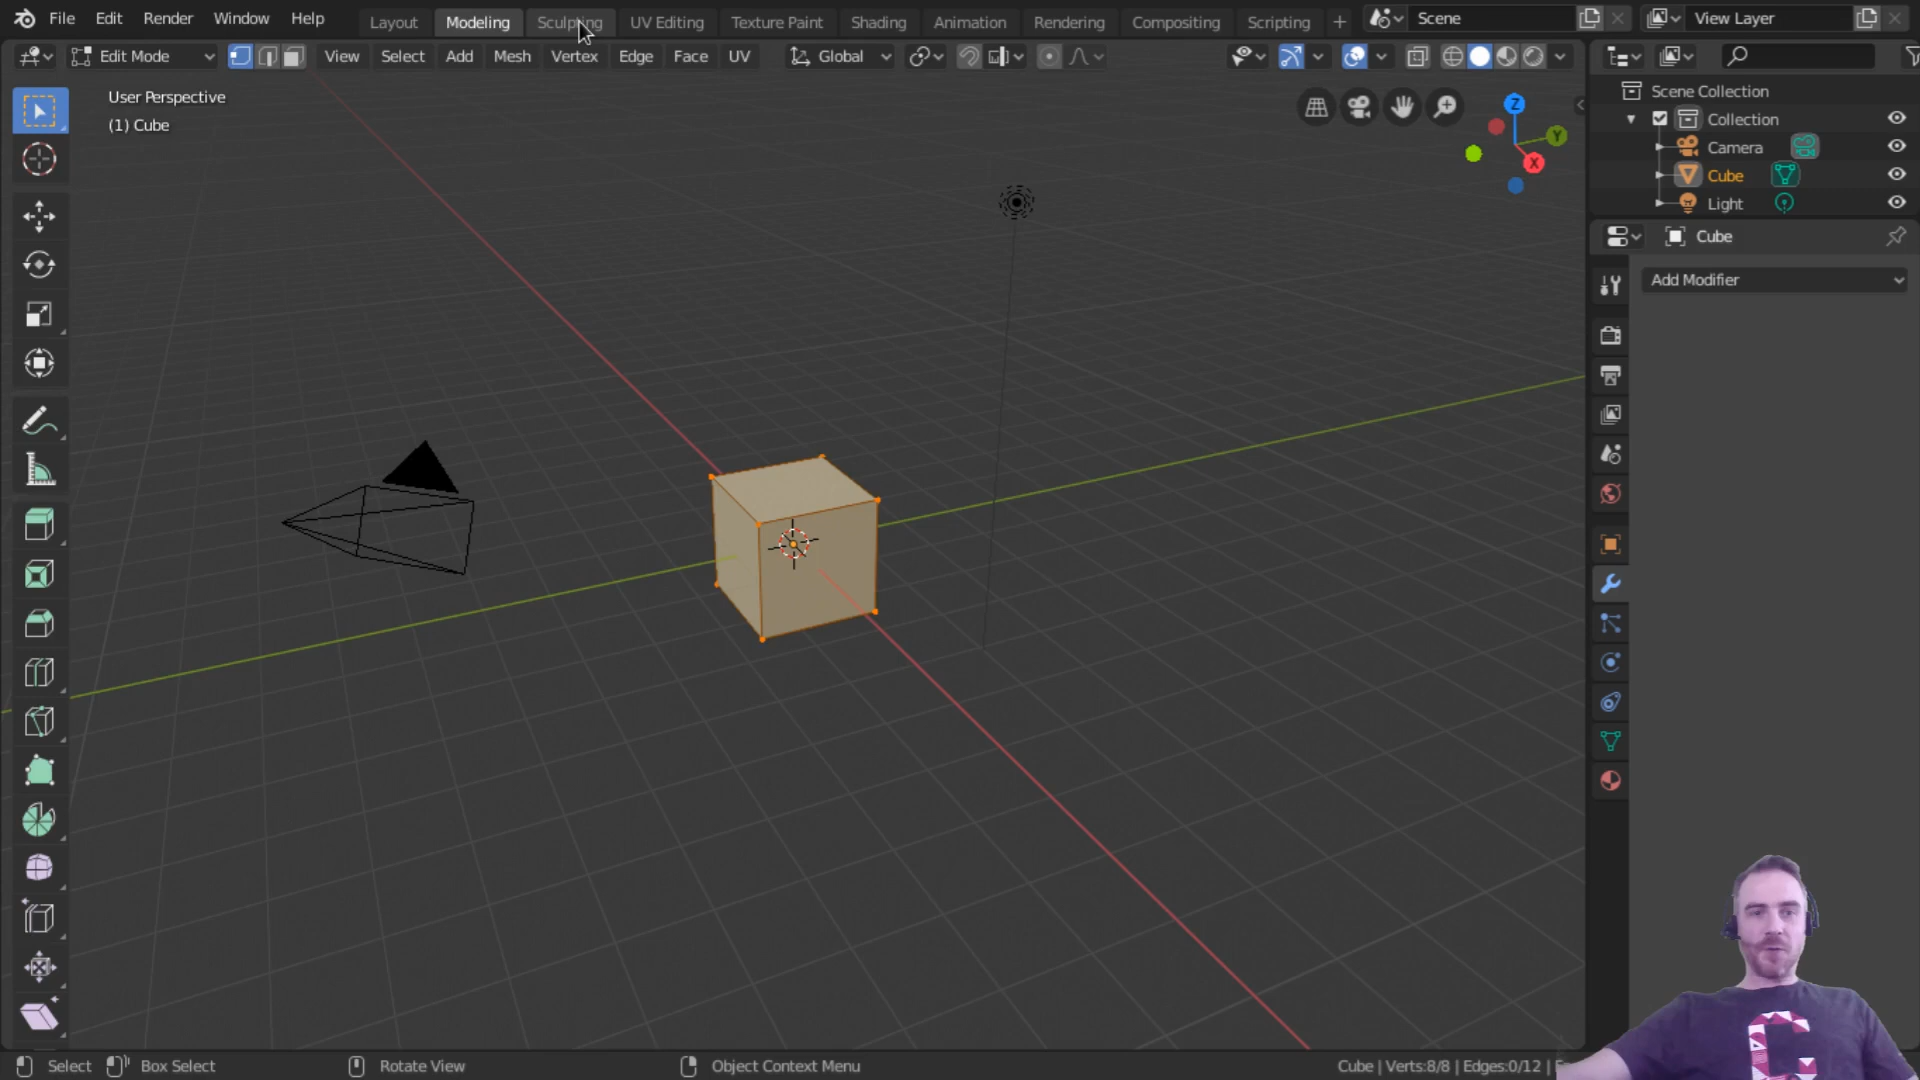 File Edit Render Window Help Layout Modeling Sculpting UV Editing Texture Paint Shading Animation Rendering Compositing Scripting + Scene View Layer
Edit Mode View Select Add Mesh Vertex Edge Face UV Global
User Perspective
(1) Cube
Z
Y
X
Scene Collection
Collection
Camera
Cube
Light
Cube
Add Modifier
Select Box Select Rotate View Object Context Menu Cube | Verts:8/8 | Edges:0/12 |
C